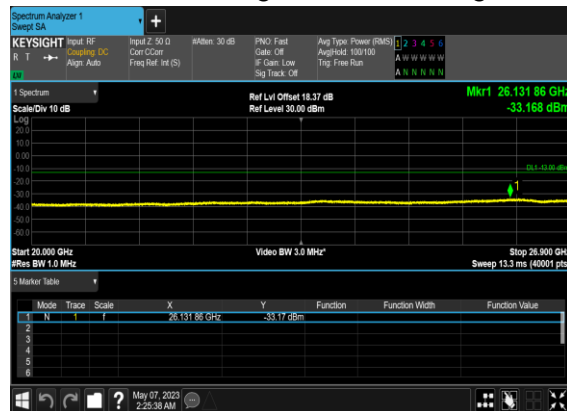 Spectrum Analyzer 1
Swept SA
KEYSIGHT Input: RF Input Z: 50 Ω #Atten: 30 dB PNO: Fast Avg Type: Power (RMS) 1 2 3 4 5 6
R T Coupling: DC Corr CCorr Gate: Off Avg|Hold: 100/100 A W W W W W
Align: Auto Freq Ref: Int (S) IF Gain: Low Trig: Free Run
Sig Track: Off A N N N N N
1 Spectrum Ref Lvl Offset 18.37 dB Mkr1 26.131 86 GHz
Scale/Div 10 dB Ref Level 30.00 dBm -33.168 dBm
Log
20.0
10.0
0.00
-10.0 DL1 -13.00 dBm
-20.0 1
-30.0
-40.0
-50.0
-60.0
Start 20.000 GHz Video BW 3.0 MHz* Stop 26.900 GHz
#Res BW 1.0 MHz Sweep 13.3 ms (40001 pts)
5 Marker Table
Mode Trace Scale X Y Function Function Width Function Value
1 N 1 f 26.131 86 GHz -33.17 dBm
2
3
4
5
6
? May 07, 2023
2:25:38 AM